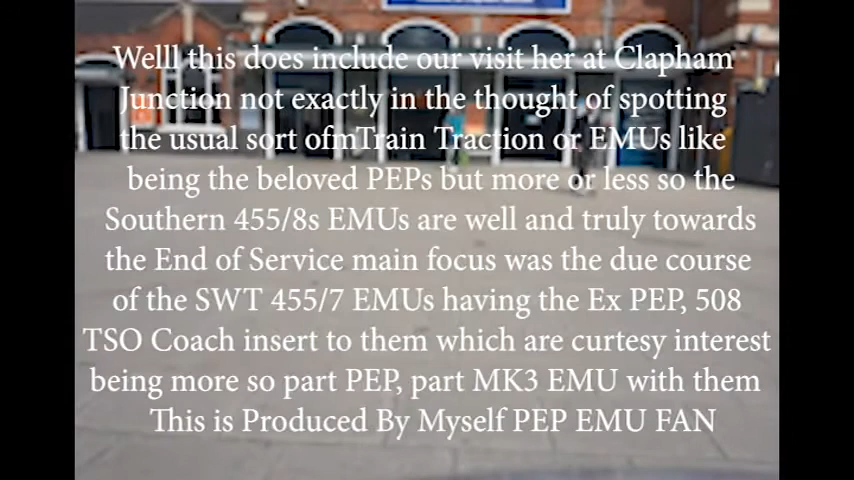 Welll this does include our visit her at Clapham
Junction not exactly in the thought of spotting
the usual sort ofmTrain Traction or EMUs like
being the beloved PEPs but more or less so the
Southern 455/8s EMUs are well and truly towards
the End of Service main focus was the due course
of the SWT 455/7 EMUs having the Ex PEP, 508
TSO Coach insert to them which are curtesy interest
being more so part PEP, part MK3 EMU with them
This is Produced By Myself PEP EMU FAN